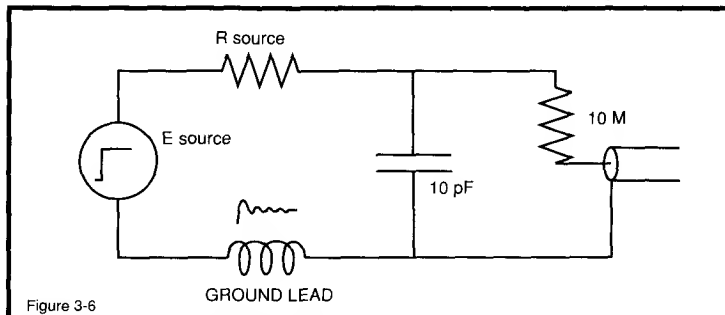 R source
E source
10 M
10 pF
GROUND LEAD
Figure 3-6